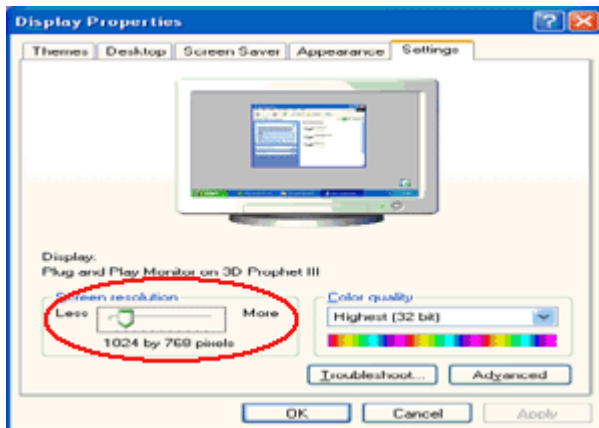 Display Properties
Themes Desktop Screen Saver Appearance Settings
Display:
Plug and Play Monitor on 3D Prophet III
Screen resolution
Less More
1024 by 768 pixels
Color quality
Highest (32 bit)
Troubleshoot... Advanced
OK Cancel Apply